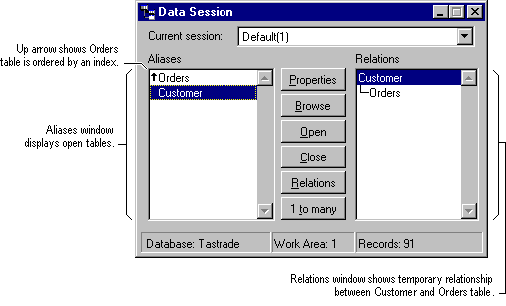 Data Session
Current session: Default(1)
Up arrow shows Orders
table is ordered by an index.
Aliases
Relations
Orders
Customer
Aliases window
displays open tables.
Properties
Browse
Open
Close
Relations
1 to many
Customer
Orders
Database: Tastrade
Work Area: 1
Records: 91
Relations window shows temporary relationship
between Customer and Orders table.